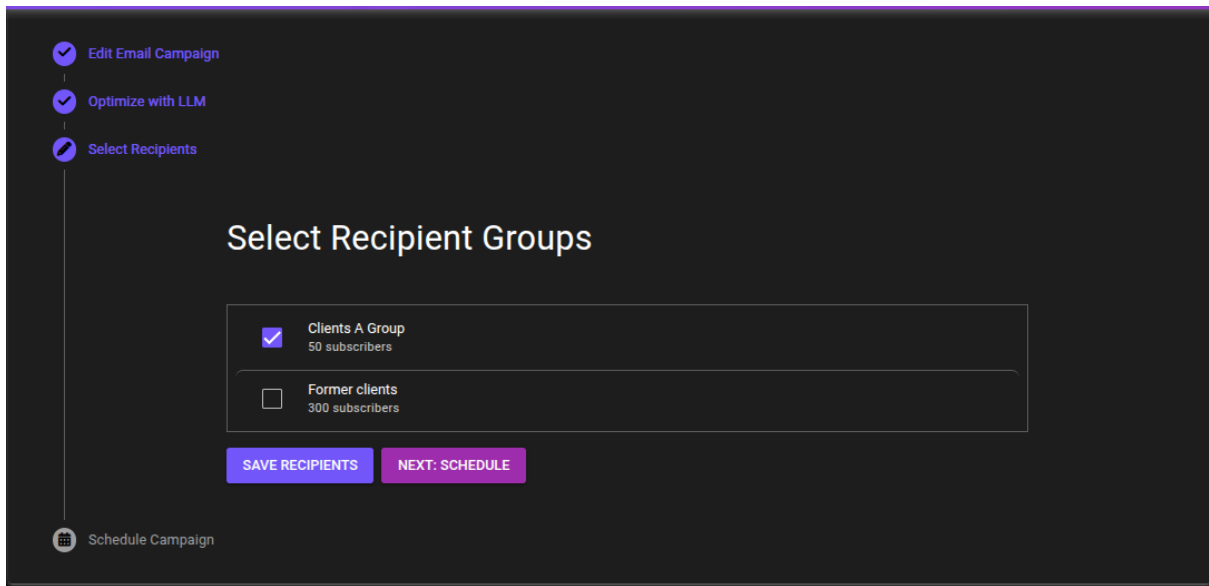 Edit Email Campaign
Optimize with LLM
Select Recipients
Select Recipient Groups
Clients A Group
50 subscribers
Former clients
300 subscribers
SAVE RECIPIENTS
NEXT: SCHEDULE
Schedule Campaign